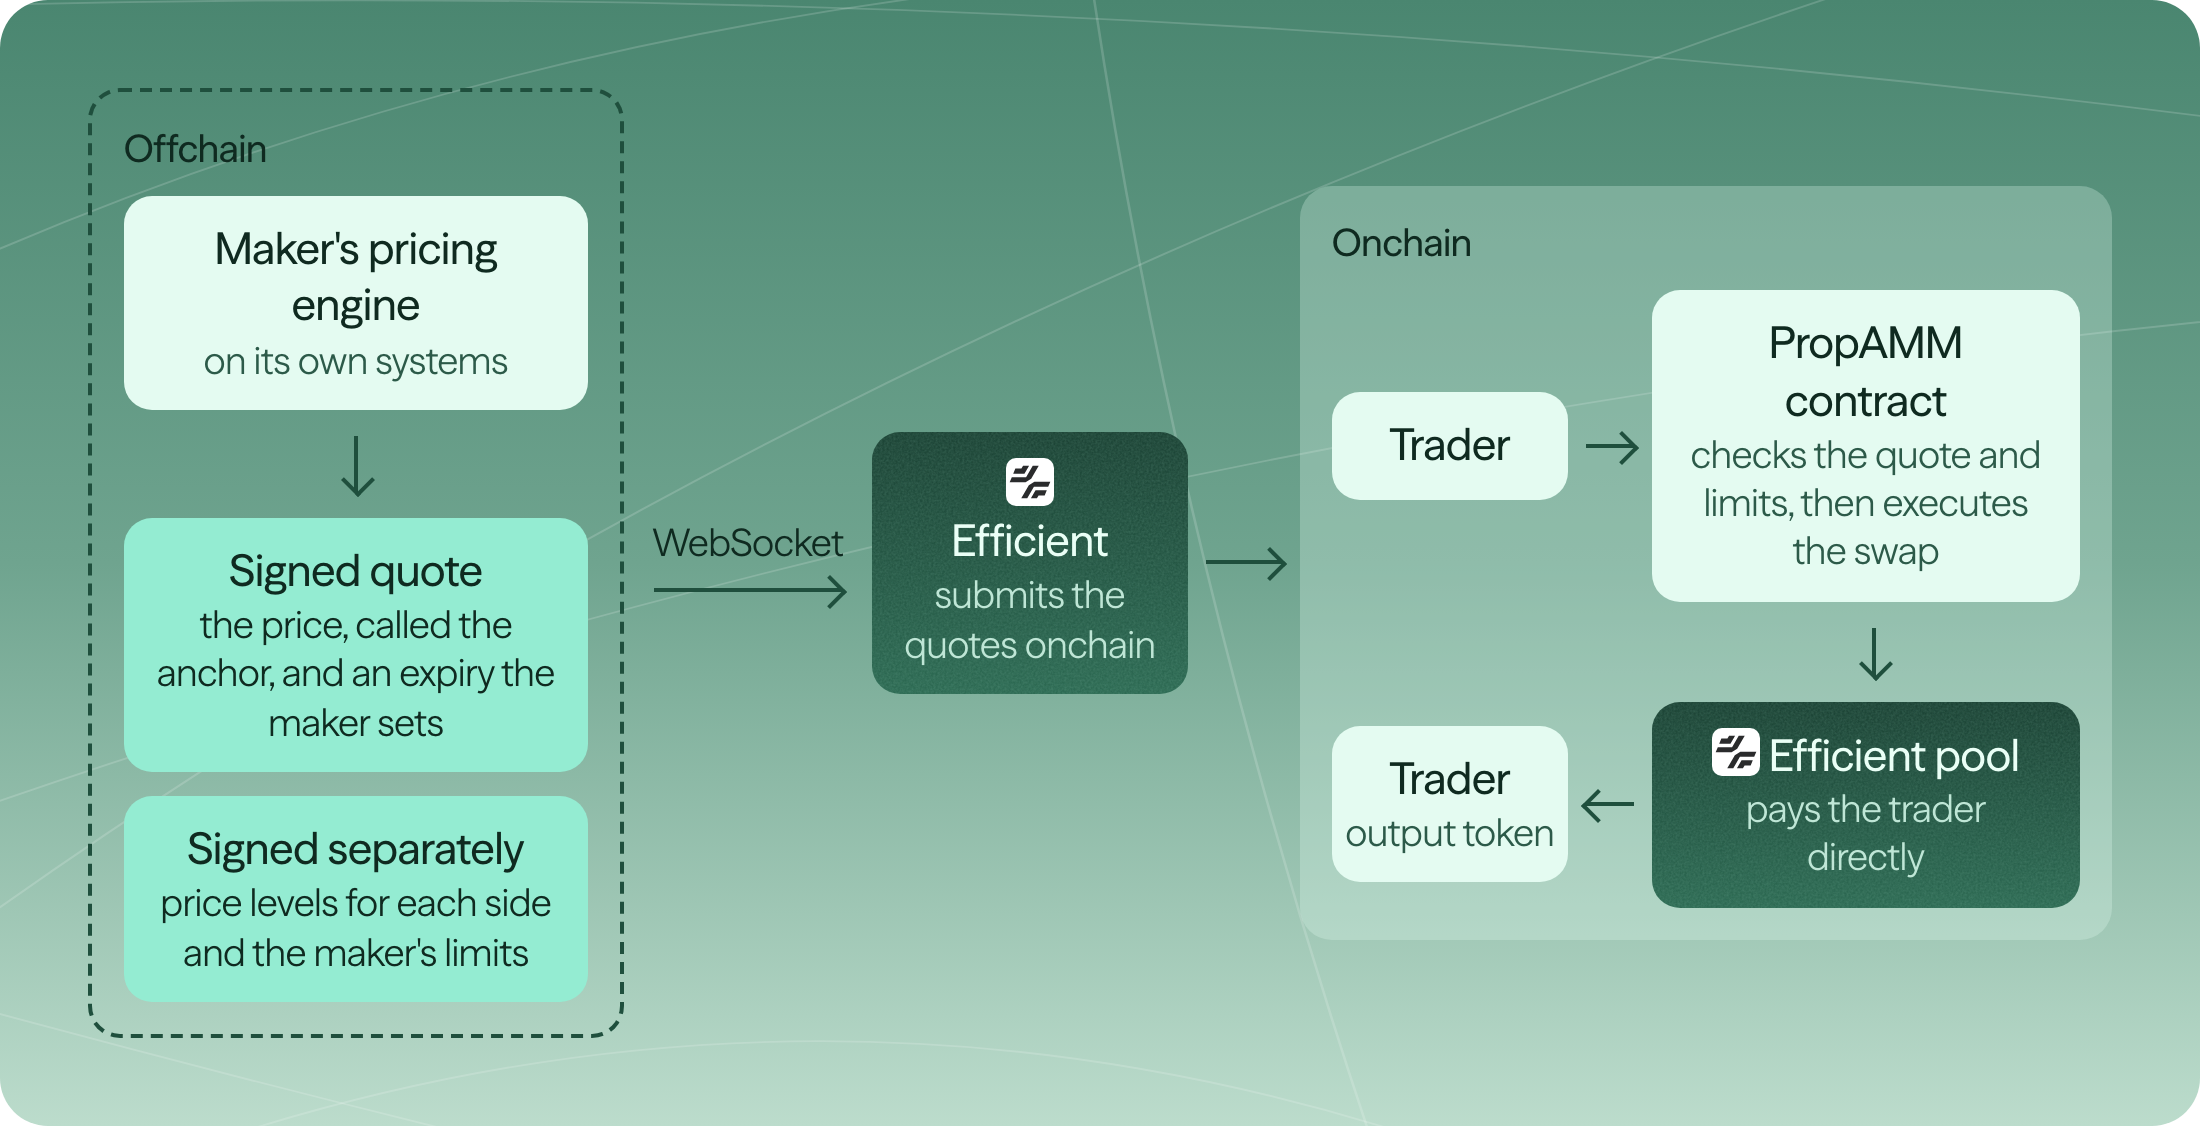 Offchain
Maker's pricing
engine
on its own systems
Signed quote
the price, called the
anchor, and an expiry the
maker sets
Signed separately
price levels for each side
and the maker's limits
WebSocket
Efficient
submits the
quotes onchain
Onchain
Trader
PropAMM
contract
checks the quote and
limits, then executes
the swap
Efficient pool
pays the trader
directly
Trader
output token